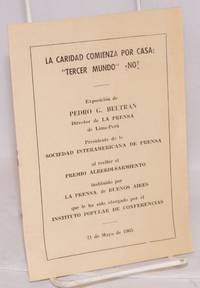 LA CARIDAD COMIENZA POR CASA:
"TERCER MUNDO" -NO!
Exposición de
PEDRO G. BELTRAN
Director de LA PRENSA
de Lima-Perú
Presidente de la
SOCIEDAD INTERAMERICANA DE PRENSA
al recibir el
PREMIO ALBERDI-SARMIENTO
instituido por
LA PRENSA, de BUENOS AIRES
que le ha sido otorgado por el
INSTITUTO POPULAR DE CONFERENCIAS
21 de Mayo de 1965